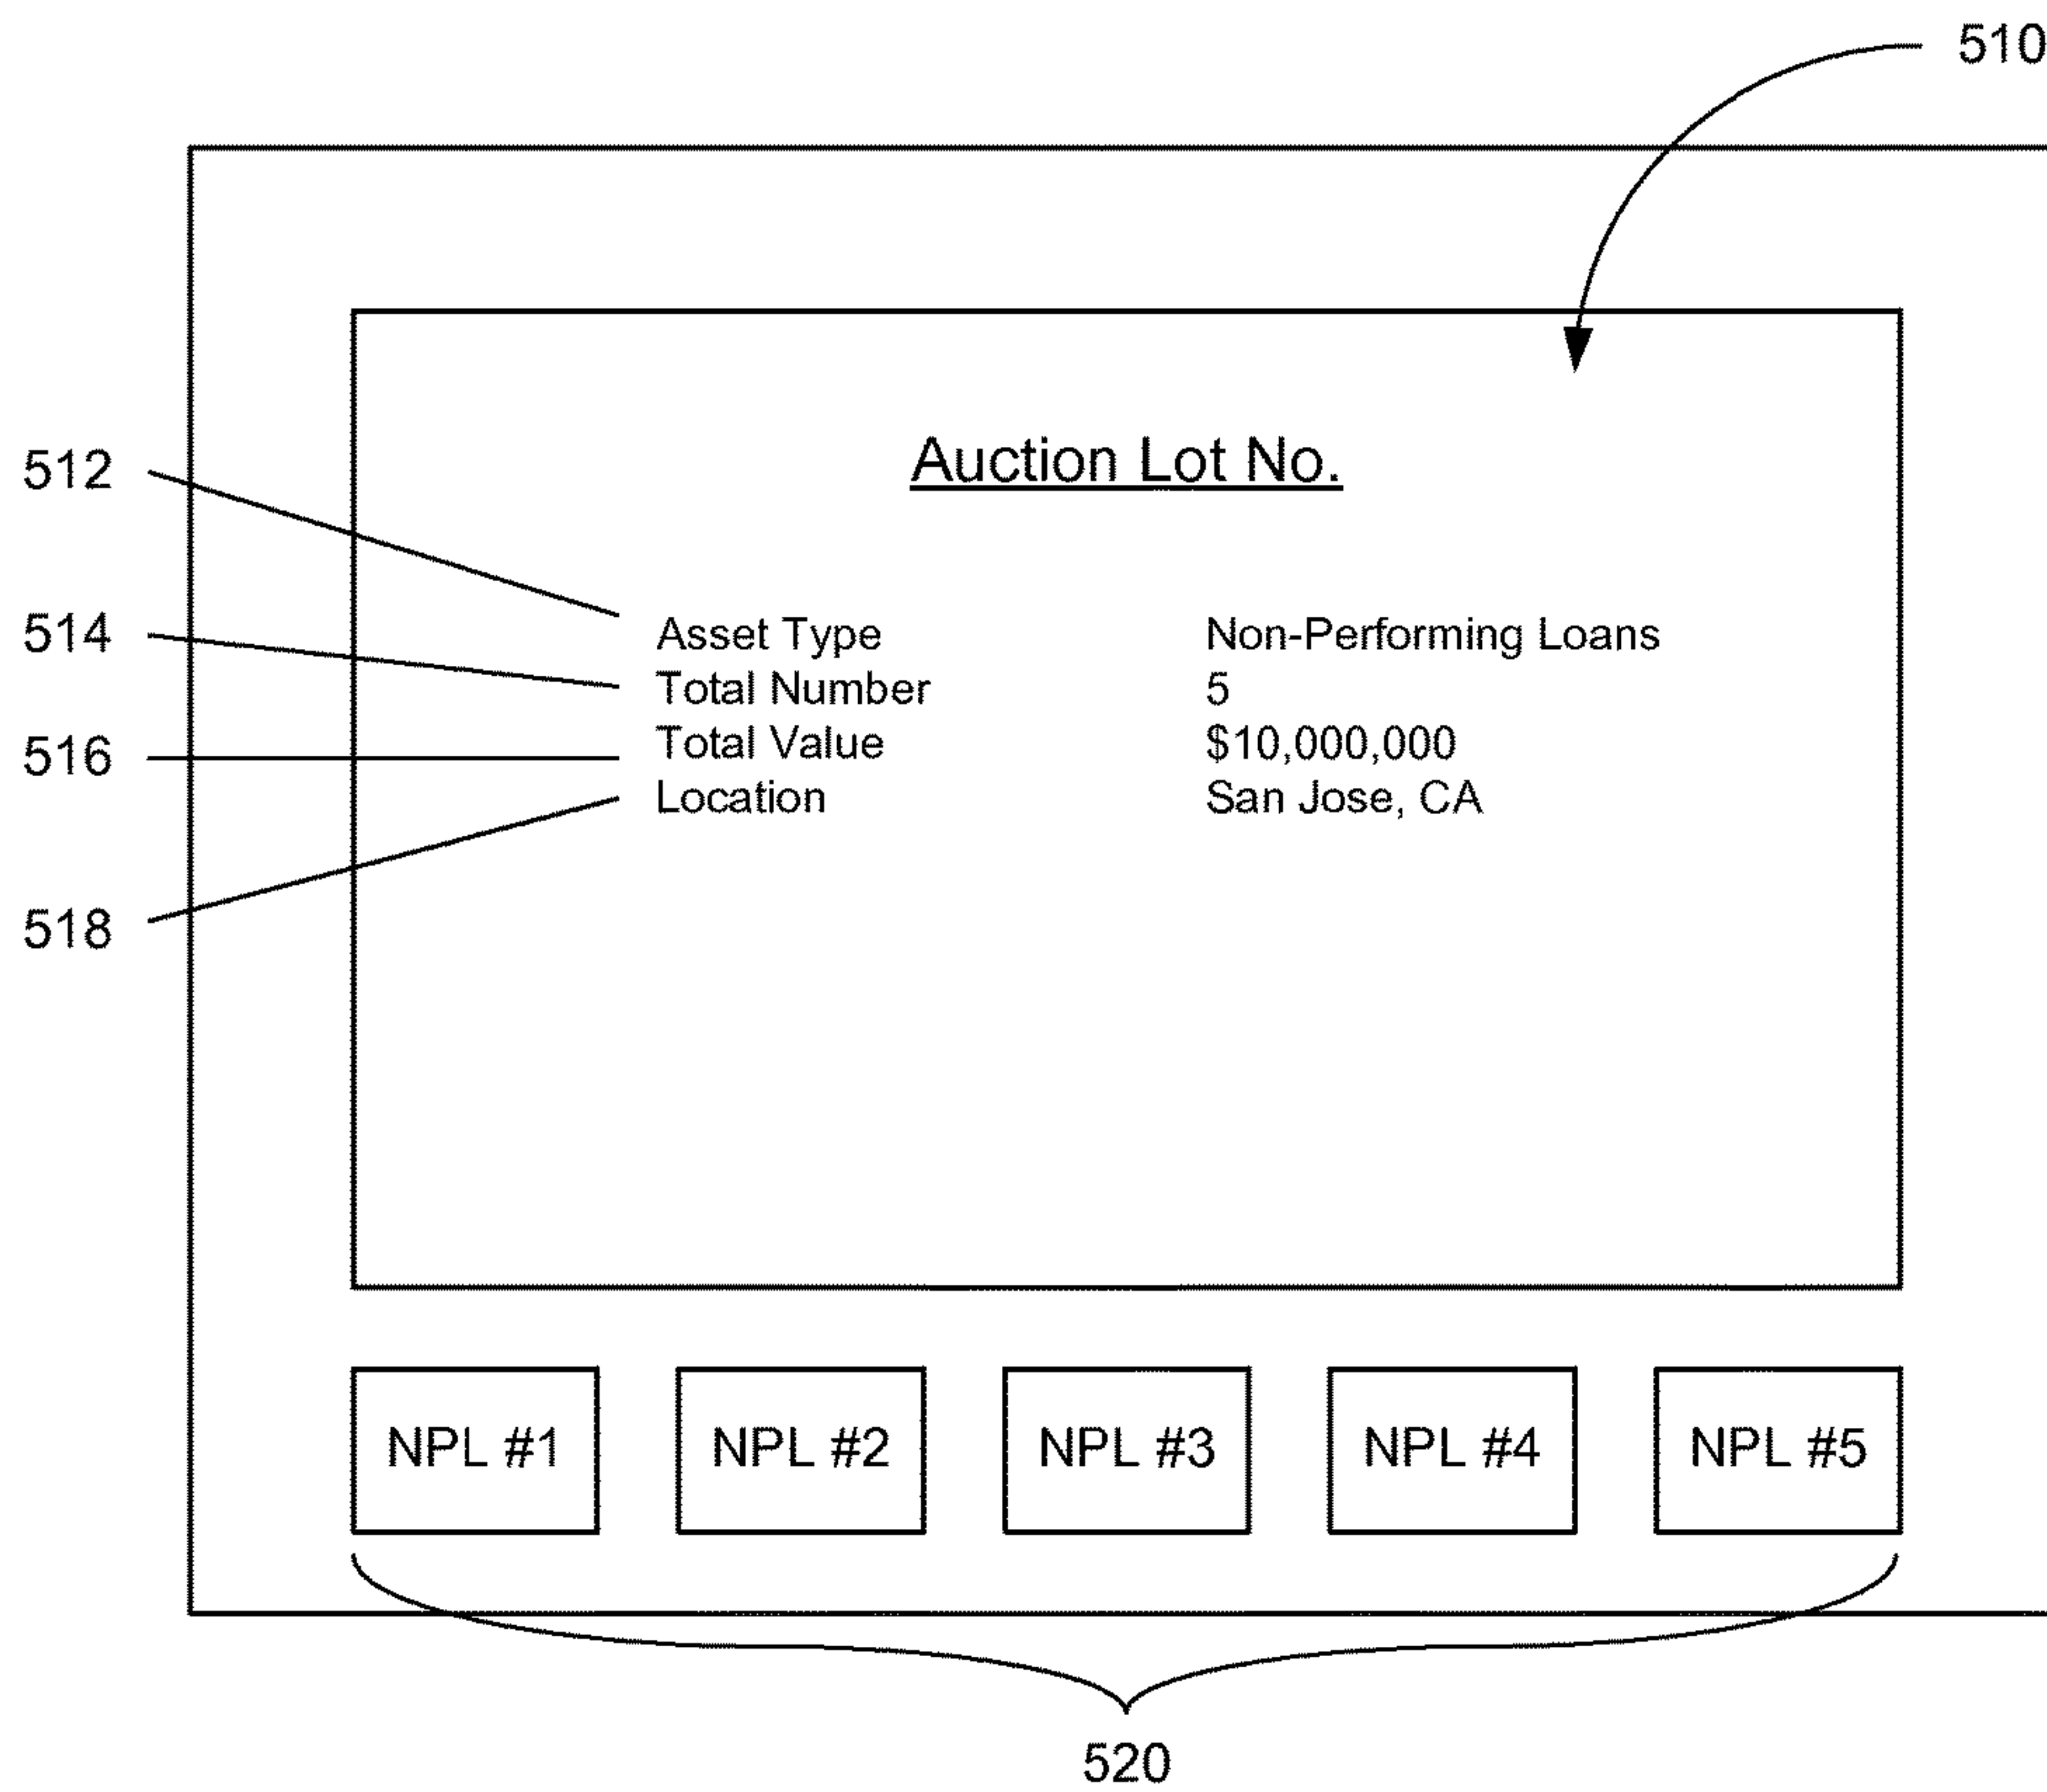 510
Auction Lot No.
512
514
516
518
Asset Type Non-Performing Loans
Total Number 5
Total Value $10,000,000
Location San Jose, CA
NPL #1 NPL #2 NPL #3 NPL #4 NPL #5
520